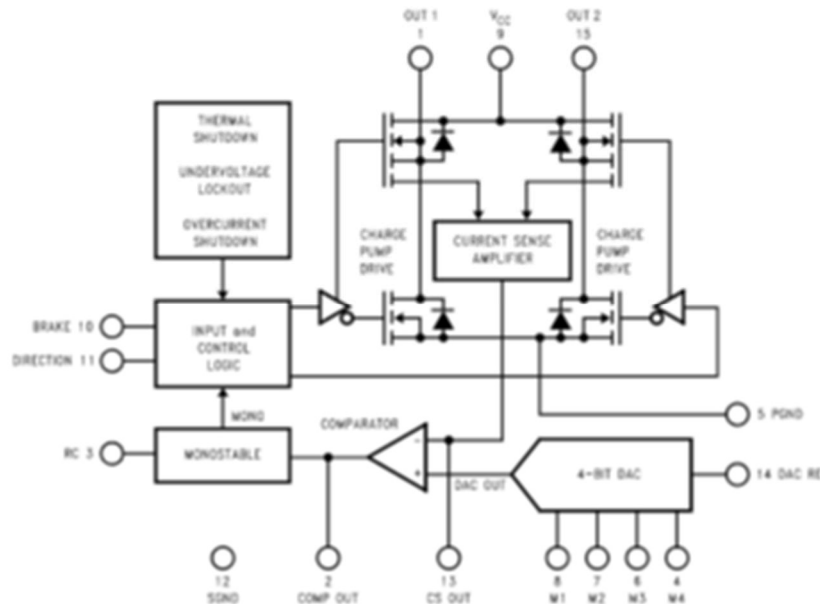 OUT 1
1
VCC
9
OUT 2
15
THERMAL
SHUTDOWN
UNDERVOLTAGE
LOCKOUT
OVERCURRENT
SHUTDOWN
CHARGE
PUMP
DRIVE
CURRENT SENSE
AMPLIFIER
CHARGE
PUMP
DRIVE
BRAKE 10
DIRECTION 11
INPUT and
CONTROL
LOGIC
MONO
COMPARATOR
5 PGND
RC 3
MONOSTABLE
-
+
DAC OUT
4-BIT DAC
14 DAC RE
12
SGND
2
COMP OUT
13
CS OUT
8
M1
7
M2
6
M3
4
M4